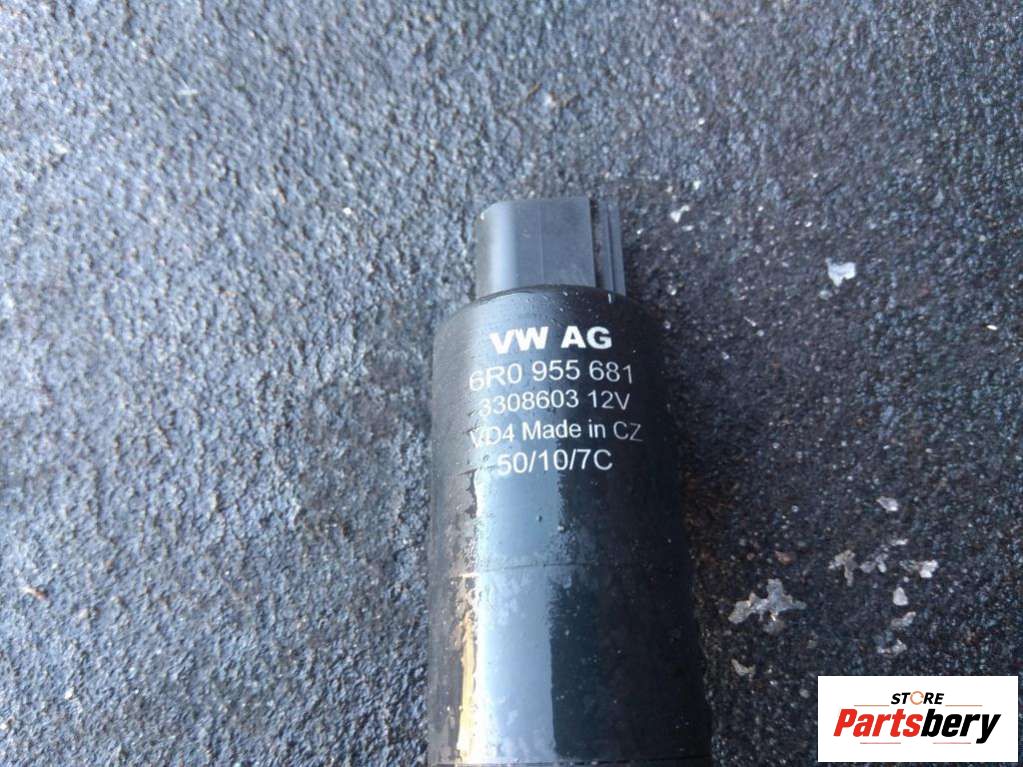 VW AG
6R0 955 681
3308603 12V
VD4 Made in CZ
50/10/7C
STORE
Partsbery